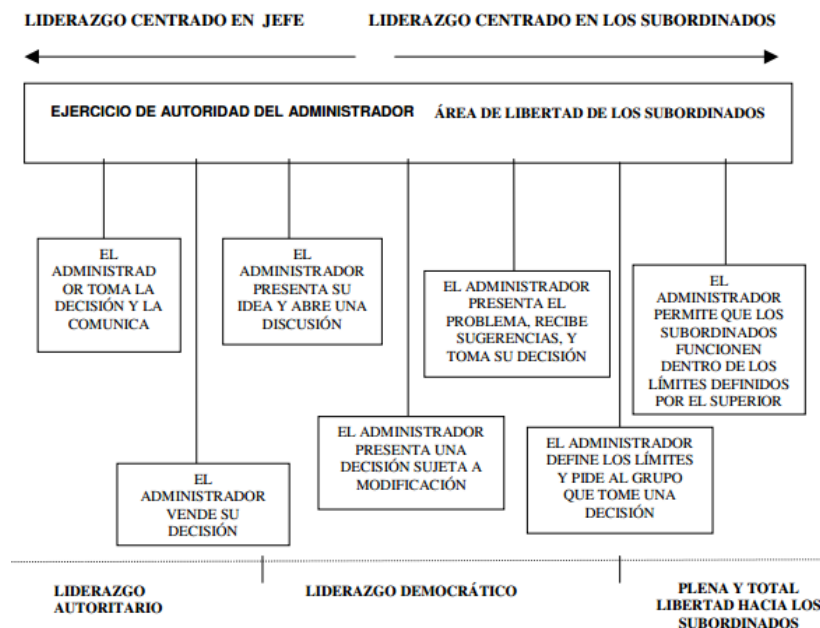 LIDERAZGO CENTRADO EN JEFE
LIDERAZGO CENTRADO EN LOS SUBORDINADOS
EJERCICIO DE AUTORIDAD DEL ADMINISTRADOR
ÁREA DE LIBERTAD DE LOS SUBORDINADOS
EL
ADMINISTRAD
OR TOMA LA
DECISIÓN Y LA
COMUNICA
EL
ADMINISTRADOR
VENDE SU
DECISIÓN
EL
ADMINISTRADOR
PRESENTA SU
IDEA Y ABRE UNA
DISCUSIÓN
EL ADMINISTRADOR
PRESENTA UNA
DECISIÓN SUJETA A
MODIFICACIÓN
EL ADMINISTRADOR
PRESENTA EL
PROBLEMA, RECIBE
SUGERENCIAS, Y
TOMA SU DECISIÓN
EL ADMINISTRADOR
DEFINE LOS LÍMITES
Y PIDE AL GRUPO
QUE TOME UNA
DECISIÓN
EL
ADMINISTRADOR
PERMITE QUE LOS
SUBORDINADOS
FUNCIONEN
DENTRO DE LOS
LÍMITES DEFINIDOS
POR EL SUPERIOR
LIDERAZGO
AUTORITARIO
LIDERAZGO DEMOCRÁTICO
PLENA Y TOTAL
LIBERTAD HACIA LOS
SUBORDINADOS